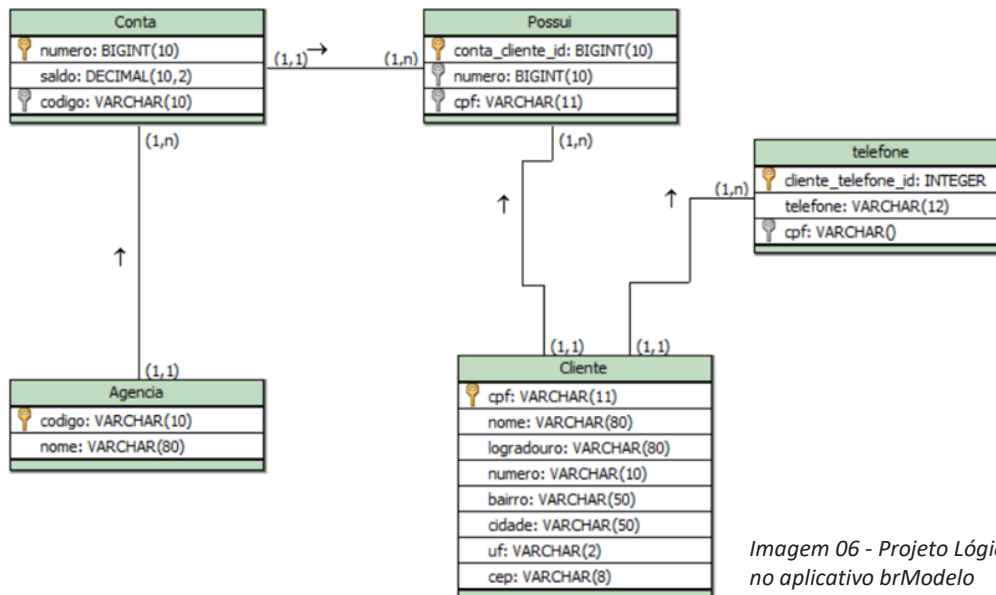 Conta
numero: BIGINT(10)
saldo: DECIMAL(10,2)
codigo: VARCHAR(10)
(1,1)
→
(1,n)
Possui
conta_cliente_id: BIGINT(10)
numero: BIGINT(10)
cpf: VARCHAR(11)
(1,n)
(1,n)
telefone
cliente_telefone_id: INTEGER
telefone: VARCHAR(12)
cpf: VARCHAR()
(1,n)
↑
↑
↑
(1,1)
Agencia
codigo: VARCHAR(10)
nome: VARCHAR(80)
(1,1)
(1,1)
Cliente
cpf: VARCHAR(11)
nome: VARCHAR(80)
logradouro: VARCHAR(80)
numero: VARCHAR(10)
bairro: VARCHAR(50)
cidade: VARCHAR(50)
uf: VARCHAR(2)
cep: VARCHAR(8)
Imagem 06 - Projeto Lógic
no aplicativo brModelo